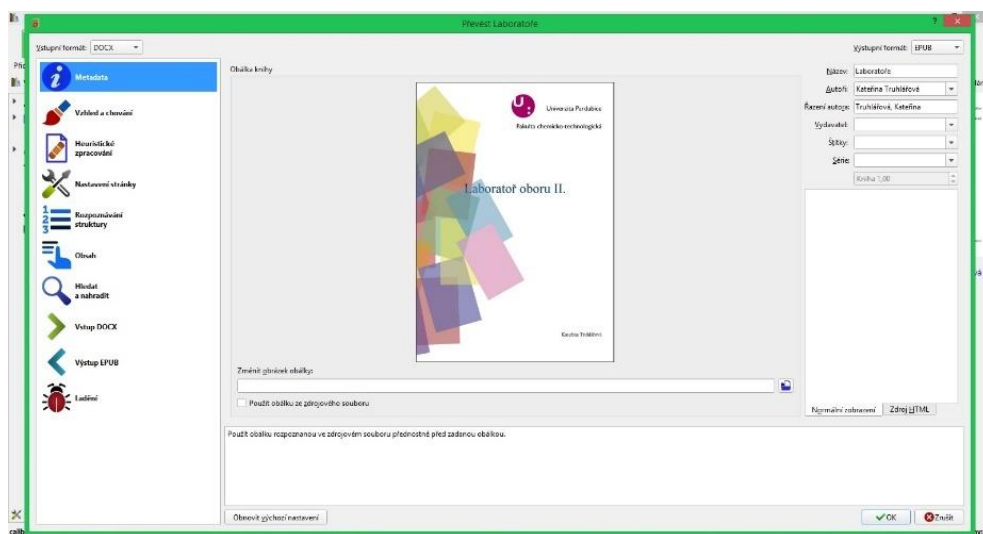 Převést Laboratoře
?
Vstupní formát: DOCX
Výstupní formát: EPUB
Metadata
Vzhled a chování
Heuristické
zpracování
Nastavení stránky
Rozpoznávání
struktury
Obsah
Hledat
a nahradit
Vstup DOCX
Výstup EPUB
Ladění
Obálka knihy
Univerzita Pardubice
Fakulta chemicko-technologická
Laboratoř oboru II.
Změnit obrázek obálky:
Použít obálku ze zdrojového souboru
Název: Laboratoře
Autoři: Kateřina Truhlářová
Řazení autorů: Truhlářová, Kateřina
Vydavatel:
Štítky:
Série:
Kniha 1,00
Normální zobrazení
Zdroj HTML
Použít obálku rozpoznanou ve zdrojovém souboru přednostně před zadanou obálkou.
Obnovit výchozí nastavení
OK
Zrušit